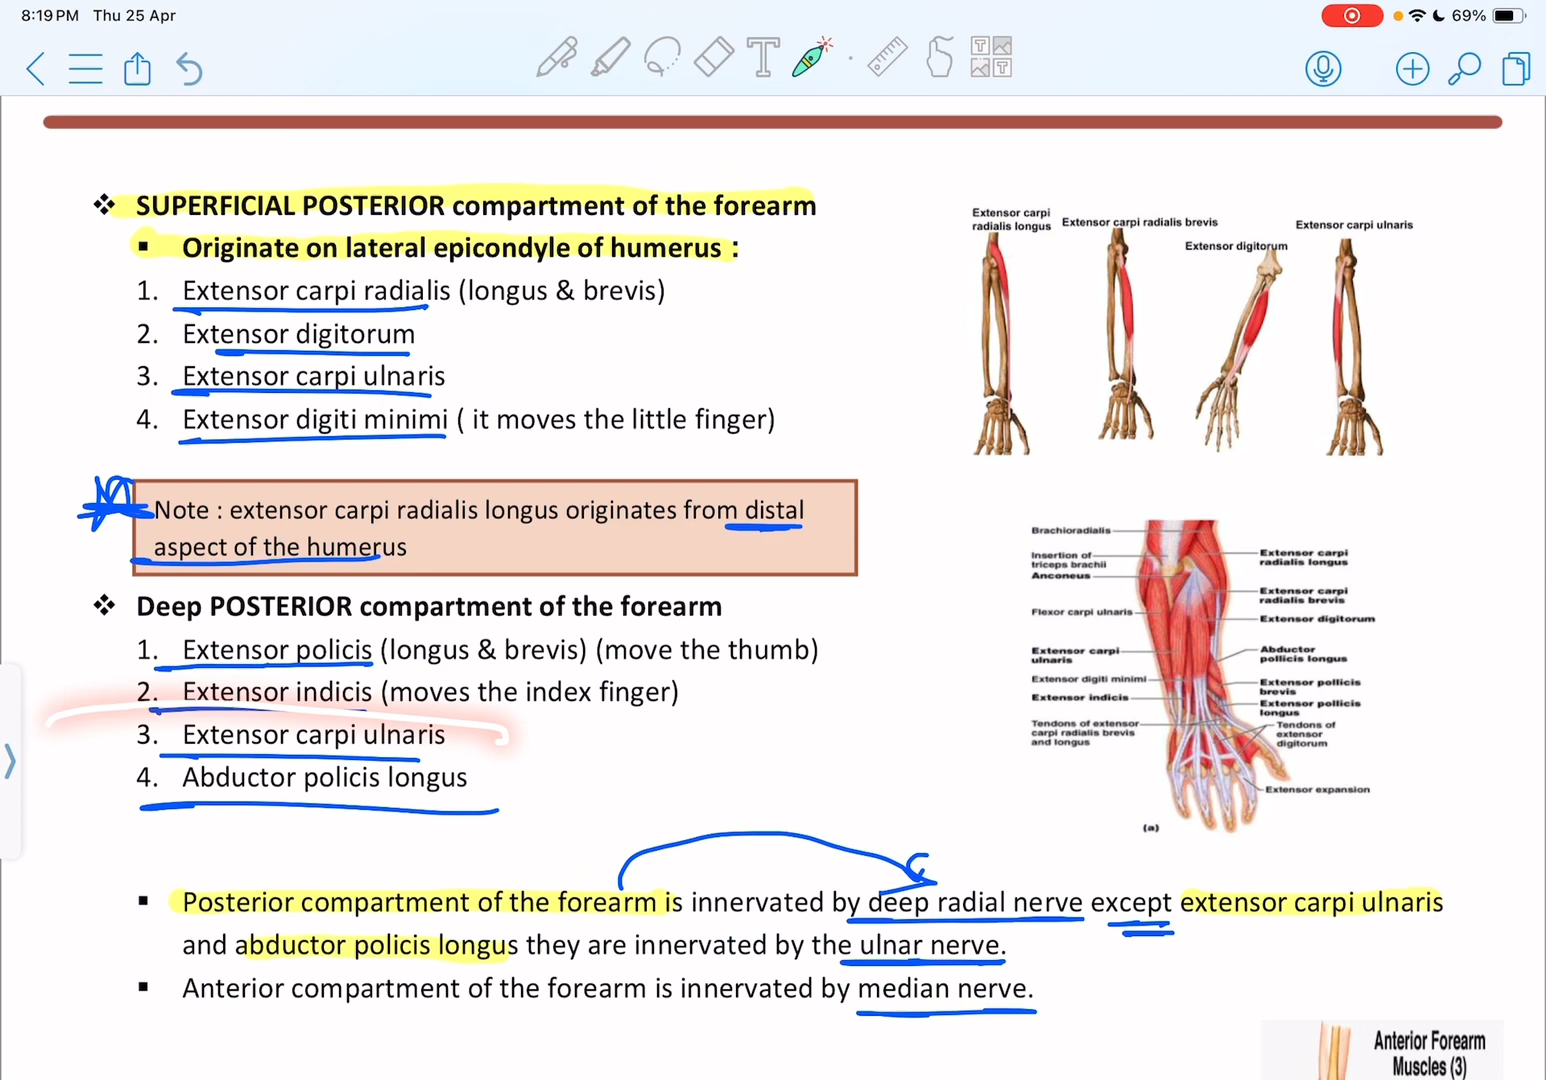 8:19 PM Thu 25 Apr
69%
SUPERFICIAL POSTERIOR compartment of the forearm
Originate on lateral epicondyle of humerus :
1. Extensor carpi radialis (longus & brevis)
2. Extensor digitorum
3. Extensor carpi ulnaris
4. Extensor digiti minimi ( it moves the little finger)
Note : extensor carpi radialis longus originates from distal
aspect of the humerus
Deep POSTERIOR compartment of the forearm
1. Extensor policis (longus & brevis) (move the thumb)
2. Extensor indicis (moves the index finger)
3. Extensor carpi ulnaris
4. Abductor policis longus
Posterior compartment of the forearm is innervated by deep radial nerve except extensor carpi ulnaris
and abductor policis longus they are innervated by the ulnar nerve.
Anterior compartment of the forearm is innervated by median nerve.
Extensor carpi
radialis longus
Extensor carpi radialis brevis
Extensor digitorum
Extensor carpi ulnaris
Brachioradialis
Insertion of
triceps brachii
Anconeus
Flexor carpi ulnaris
Extensor carpi
ulnaris
Extensor digiti minimi
Extensor indicis
Tendons of extensor
carpi radialis brevis
and longus
Extensor carpi
radialis longus
Extensor carpi
radialis brevis
Extensor digitorum
Abductor
pollicis longus
Extensor pollicis
brevis
Extensor pollicis
longus
Tendons of
extensor
digitorum
Extensor expansion
(a)
Anterior Forearm
Muscles (3)